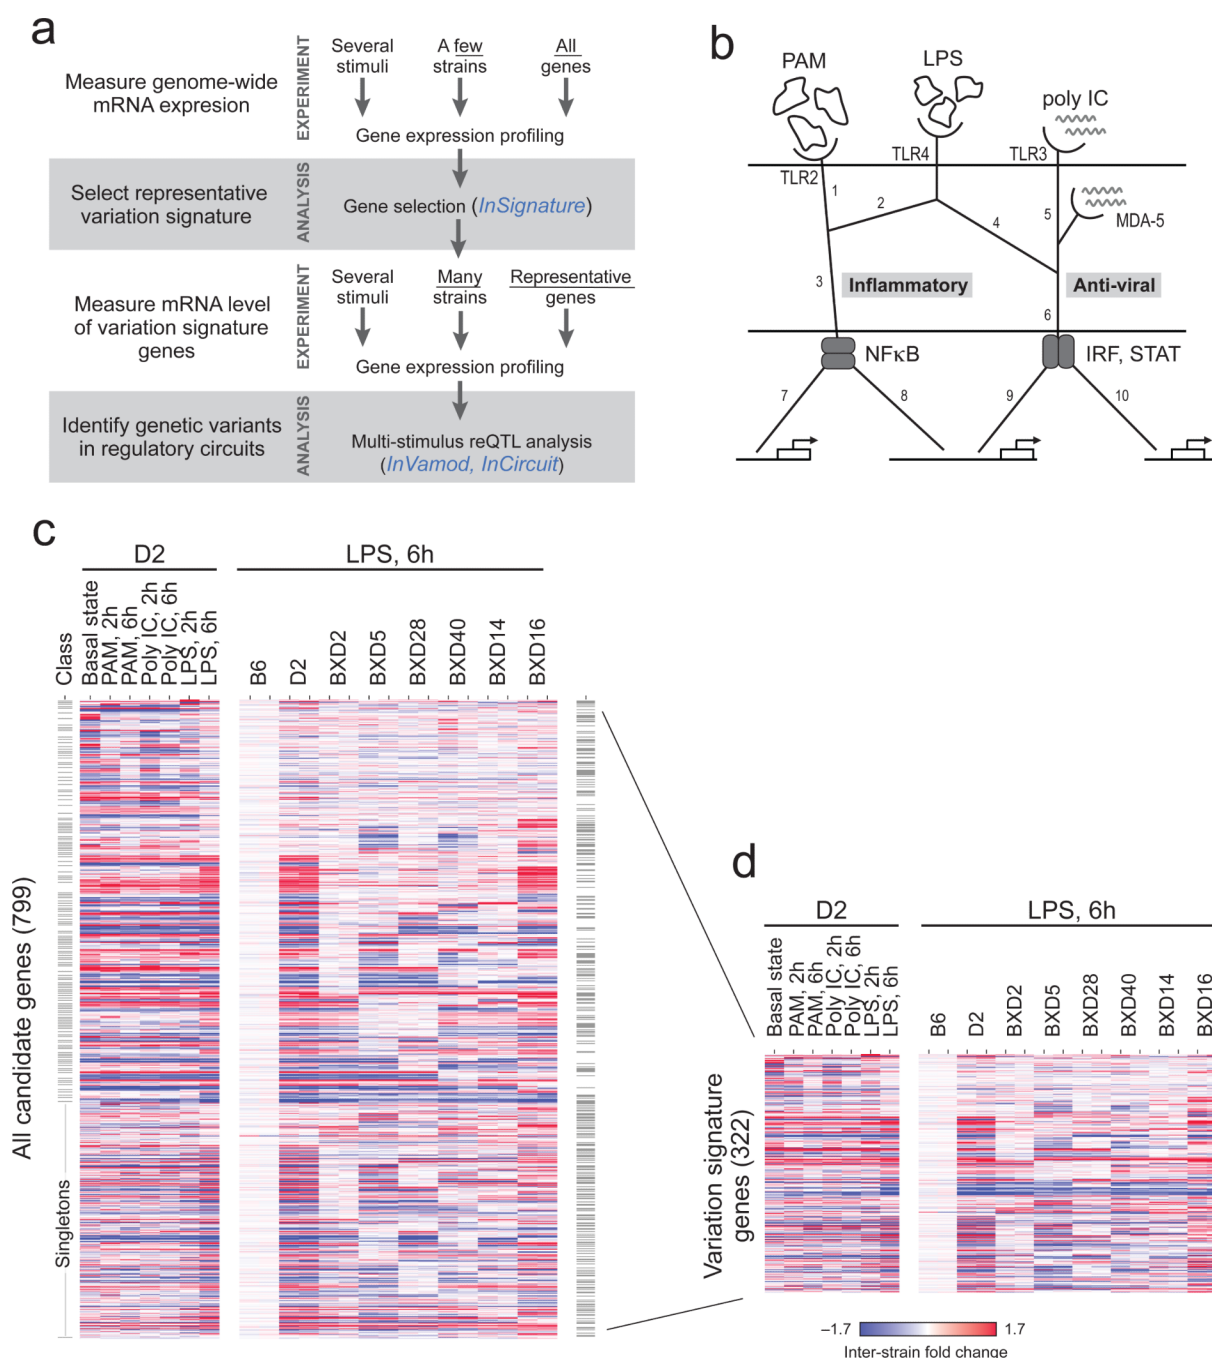 a
Measure genome-wide
mRNA expresion
EXPERIMENT
Several
stimuli
A few
strains
All
genes
Gene expression profiling
Select representative
variation signature
ANALYSIS
Gene selection (InSignature)
Measure mRNA level
of variation signature
genes
EXPERIMENT
Several
stimuli
Many
strains
Representative
genes
Gene expression profiling
Identify genetic variants
in regulatory circuits
ANALYSIS
Multi-stimulus reQTL analysis
(InVamod, InCircuit)
b
PAM
LPS
poly IC
TLR2
TLR4
TLR3
MDA-5
1
2
3
4
5
6
Inflammatory
Anti-viral
NFκB
IRF, STAT
7
8
9
10
c
D2
LPS, 6h
Class
Basal state
PAM, 2h
PAM, 6h
Poly IC, 2h
Poly IC, 6h
LPS, 2h
LPS, 6h
B6
D2
BXD2
BXD5
BXD28
BXD40
BXD14
BXD16
All candidate genes (799)
Singletons
d
D2
LPS, 6h
Basal state
PAM, 2h
PAM, 6h
Poly IC, 2h
Poly IC, 6h
LPS, 2h
LPS, 6h
B6
D2
BXD2
BXD5
BXD28
BXD40
BXD14
BXD16
Variation signature
genes (322)
–1.7
1.7
Inter-strain fold change